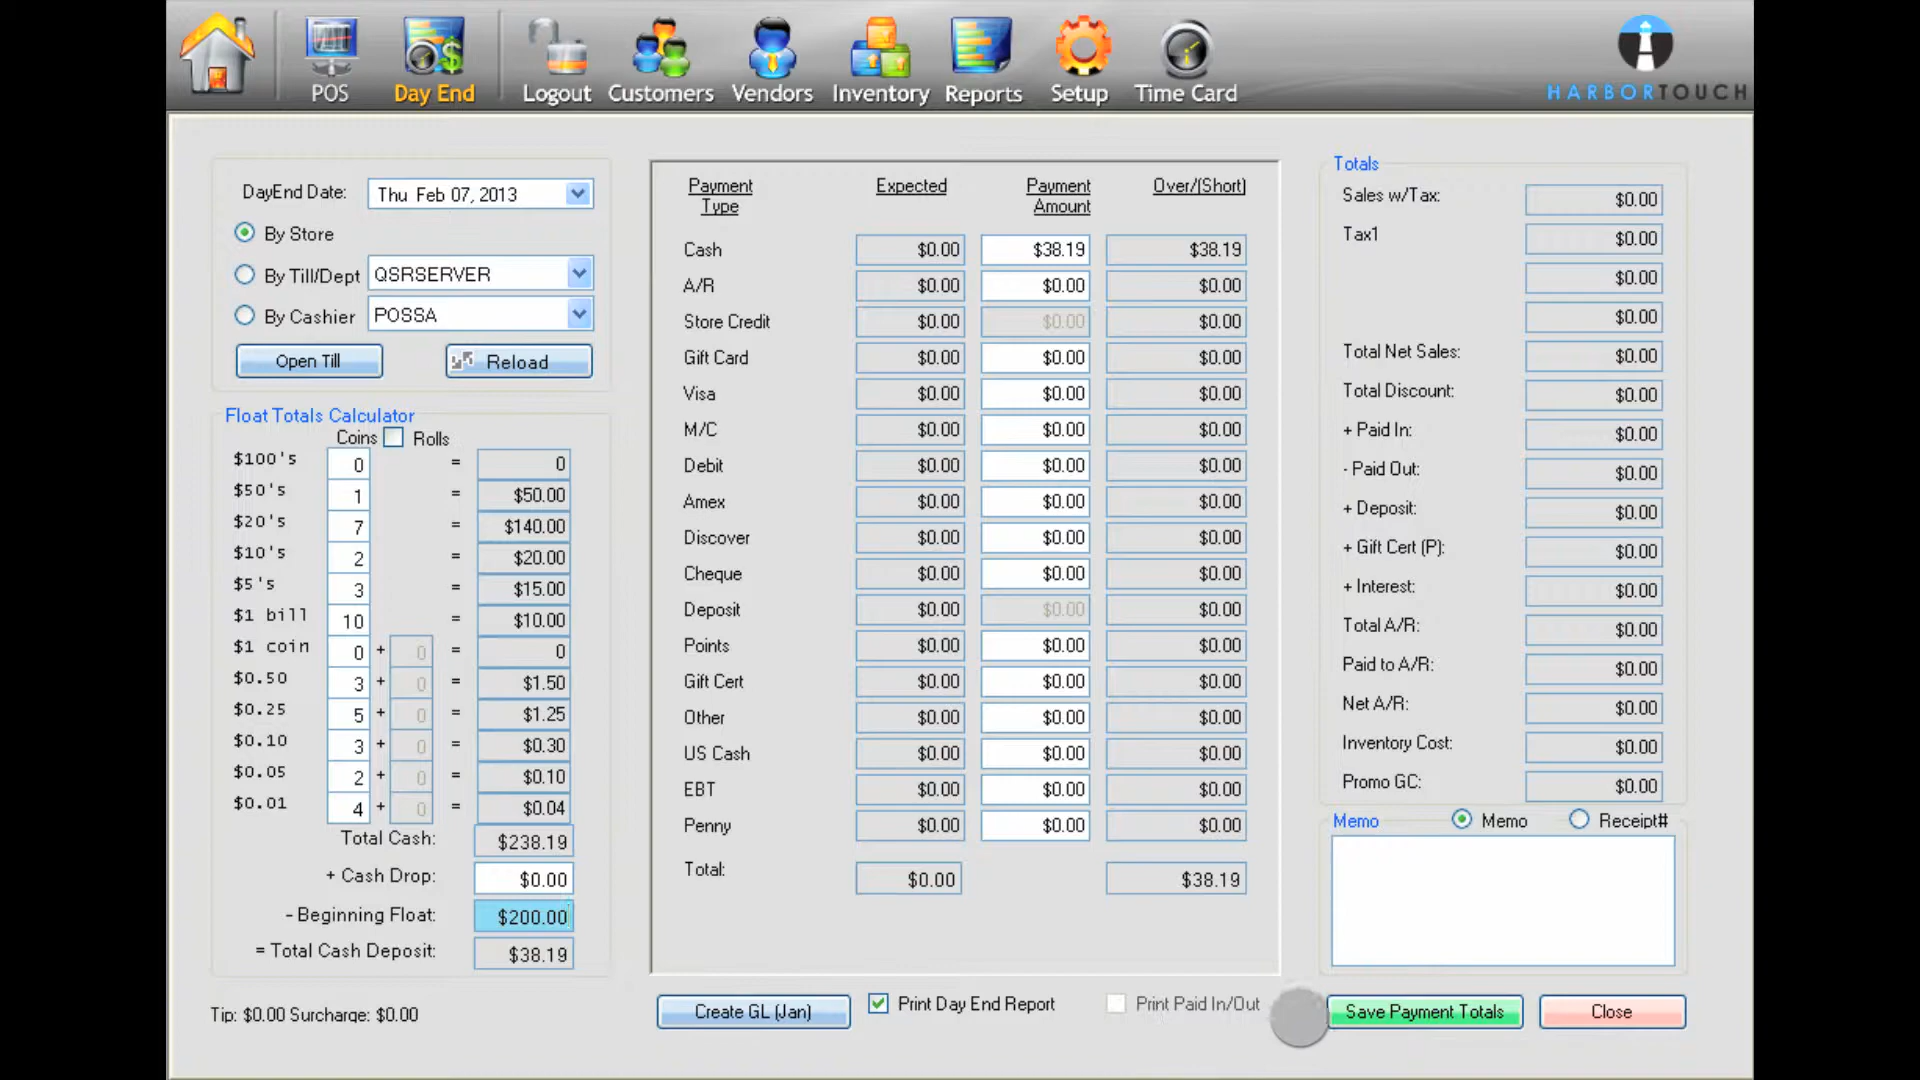 POS
Day End
Logout
Customers
Vendors
Inventory
Reports
Setup
Time Card
HARBORTOUCH
DayEnd Date: Thu Feb 07, 2013
By Store
By Till/Dept QSRSERVER
By Cashier POSSA
Open Till
Reload
Float Totals Calculator
Coins Rolls
$100's 0 = 0
$50's 1 = $50.00
$20's 7 = $140.00
$10's 2 = $20.00
$5's 3 = $15.00
$1 bill 10 = $10.00
$1 coin 0 + 0 = 0
$0.50 3 + 0 = $1.50
$0.25 5 + 0 = $1.25
$0.10 3 + 0 = $0.30
$0.05 2 + 0 = $0.10
$0.01 4 + 0 = $0.04
Total Cash: $238.19
+ Cash Drop: $0.00
- Beginning Float: $200.00
= Total Cash Deposit: $38.19
Tip: $0.00 Surcharge: $0.00
Payment Type Expected Payment Amount Over/(Short)
Cash $0.00 $38.19 $38.19
A/R $0.00 $0.00 $0.00
Store Credit $0.00 $0.00 $0.00
Gift Card $0.00 $0.00 $0.00
Visa $0.00 $0.00 $0.00
M/C $0.00 $0.00 $0.00
Debit $0.00 $0.00 $0.00
Amex $0.00 $0.00 $0.00
Discover $0.00 $0.00 $0.00
Cheque $0.00 $0.00 $0.00
Deposit $0.00 $0.00 $0.00
Points $0.00 $0.00 $0.00
Gift Cert $0.00 $0.00 $0.00
Other $0.00 $0.00 $0.00
US Cash $0.00 $0.00 $0.00
EBT $0.00 $0.00 $0.00
Penny $0.00 $0.00 $0.00
Total: $0.00 $38.19
Create GL (Jan)
Print Day End Report
Print Paid In/Out
Totals
Sales w/Tax: $0.00
Tax1 $0.00
$0.00
$0.00
Total Net Sales: $0.00
Total Discount: $0.00
+ Paid In: $0.00
- Paid Out: $0.00
+ Deposit: $0.00
+ Gift Cert (P): $0.00
+ Interest: $0.00
Total A/R: $0.00
Paid to A/R: $0.00
Net A/R: $0.00
Inventory Cost: $0.00
Promo GC: $0.00
Memo Memo Receipt#
Save Payment Totals
Close